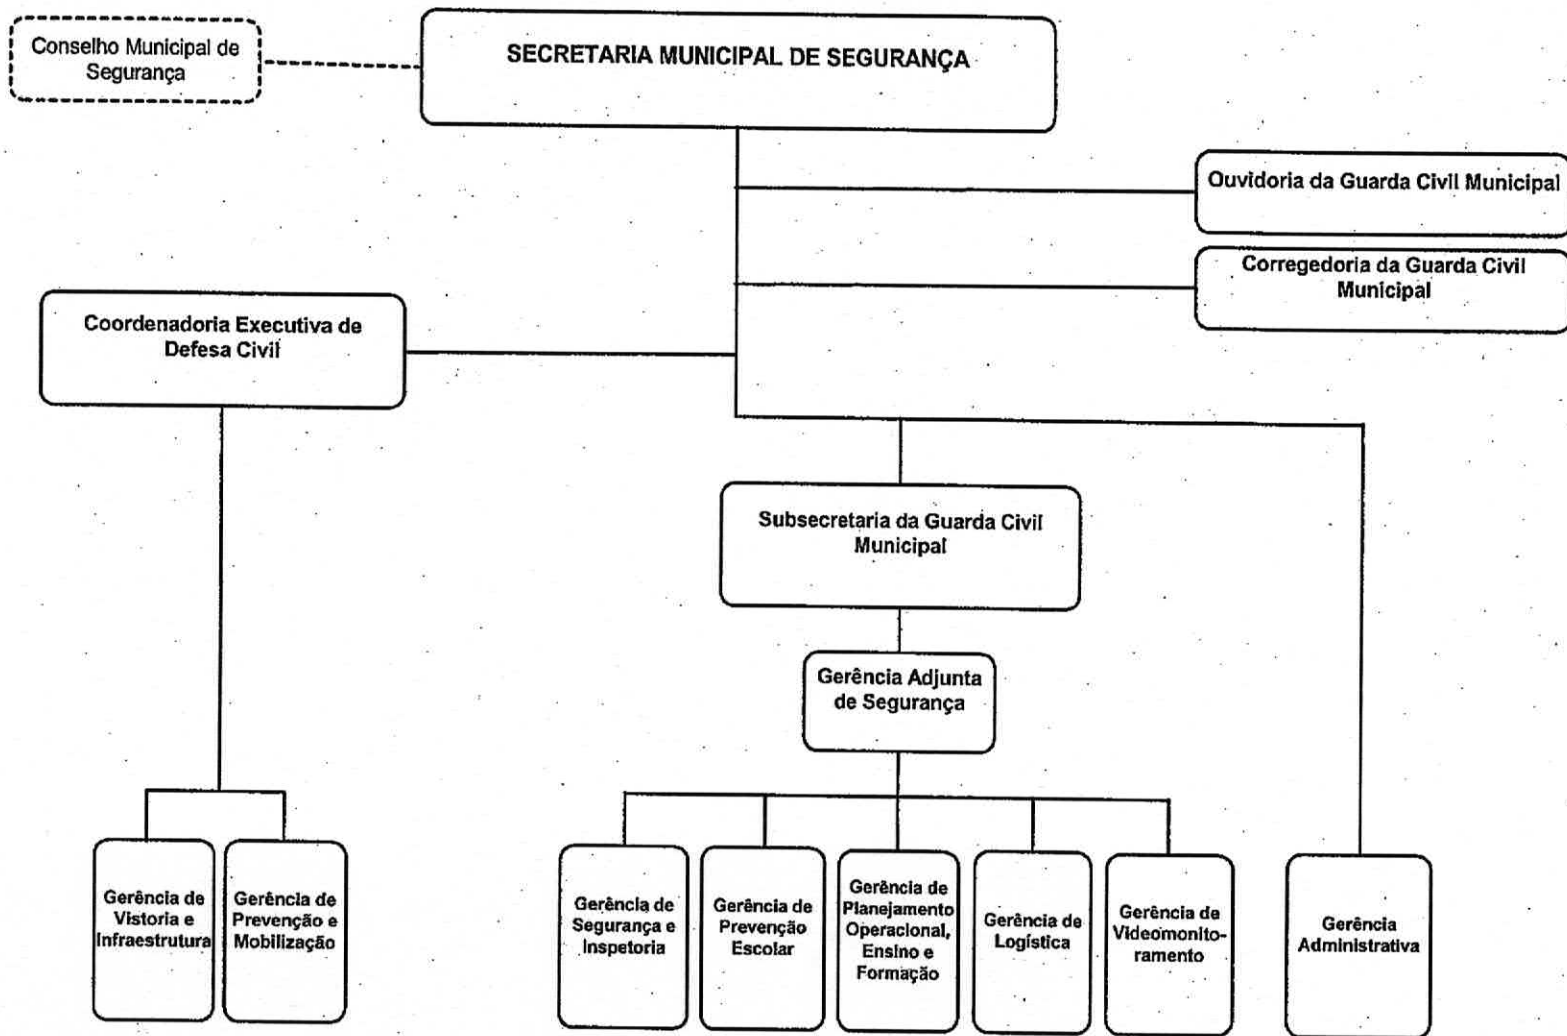 Conselho Municipal de
Segurança
SECRETARIA MUNICIPAL DE SEGURANÇA
Ouvidoria da Guarda Civil Municipal
Corregedoria da Guarda Civil
Municipal
Coordenadoria Executiva de
Defesa Civil
Subsecretaria da Guarda Civil
Municipal
Gerência Adjunta
de Segurança
Gerência de
Vistoria e
Infraestrutura
Gerência de
Prevenção e
Mobilização
Gerência de
Segurança e
Inspetoria
Gerência de
Prevenção
Escolar
Gerência de
Planejamento
Operacional,
Ensino e
Formação
Gerência de
Logística
Gerência de
Videomonito-
ramento
Gerência
Administrativa